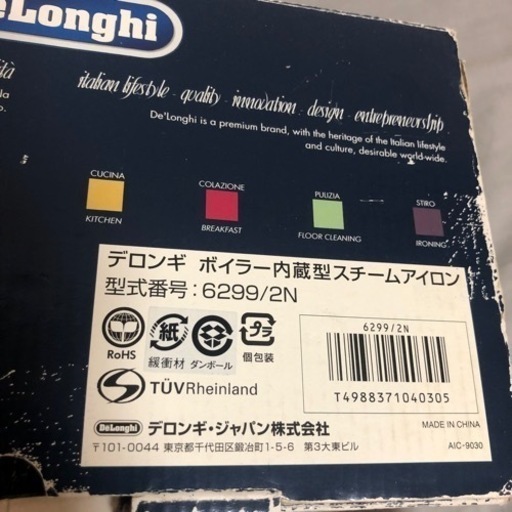 DeLonghi
italian lifestyle quality innovation design entrepreneurship
De'Longhi is a premium brand, with the heritage of the Italian lifestyle
and culture, desirable world-wide.
CUCINA
KITCHEN
COLAZIONE
BREAKFAST
PULIZIA
FLOOR CLEANING
STIRO
IRONING
デロンギ ボイラー内蔵型スチームアイロン
型式番号:6299/2N
RoHS
紙
緩衝材
ダンボール
プラ
個包装
TÜVRheinland
6299/2N
T4988371040305
DeLonghi デロンギ・ジャパン株式会社
〒101-0044 東京都千代田区鍛冶町1-5-6 第3大東ビル
MADE IN CHINA
AIC-9030